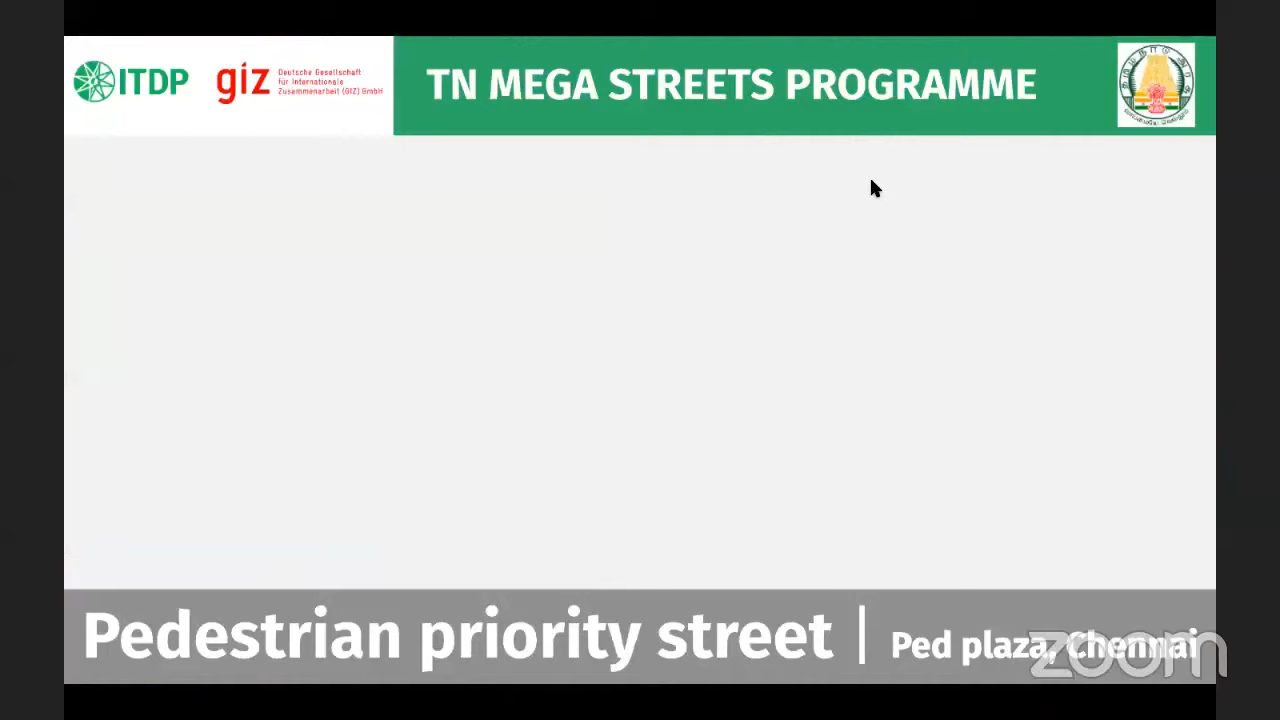 ITDP
giz Deutsche Gesellschaft
für Internationale
Zusammenarbeit (GIZ) GmbH
TN MEGA STREETS PROGRAMME
Pedestrian priority street | Ped plaza, Chennai
zoom